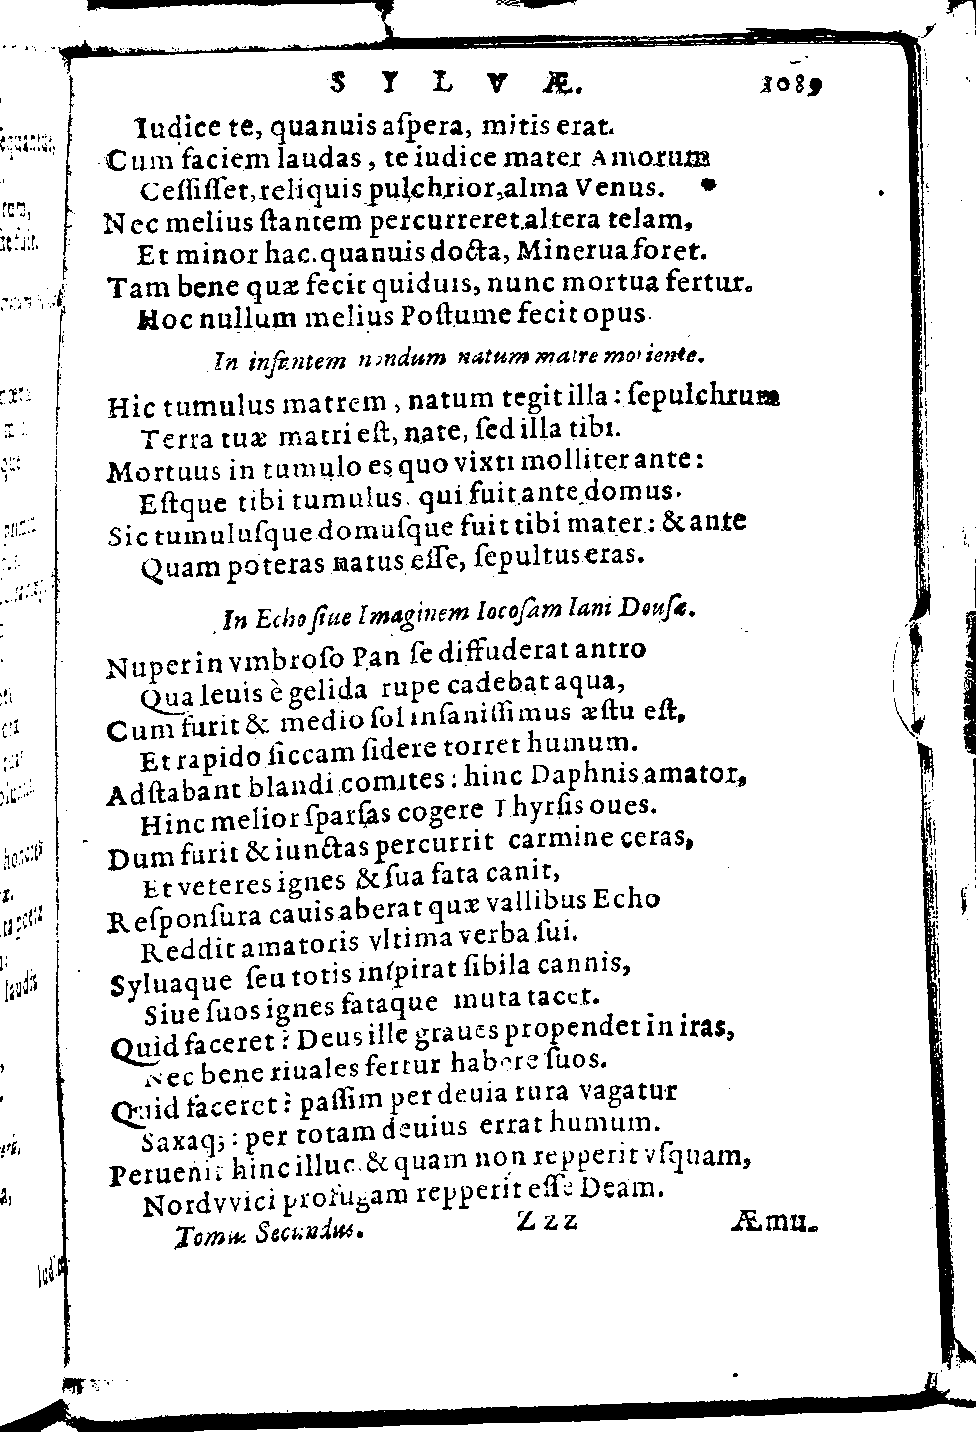 SYLVÆ. 1089
Iudice te, quanuis aſpera, mitis erat.
Cum faciem laudas, te iudice mater Amorum
Ceſſiſſet, reliquis pulchrior, alma Venus.
Nec melius ſtantem percurreret altera telam,
Et minor hac. quanuis docta, Minerua foret.
Tam bene quæ fecit quiduis, nunc mortua fertur.
Hoc nullum melius Poſtume fecit opus.
In infantem nondum natum matre moriente.
Hic tumulus matrem, natum tegit illa: ſepulchrum
Terra tuæ matri eſt, nate, ſed illa tibi.
Mortuus in tumulo es quo vixti molliter ante:
Eſtque tibi tumulus, qui fuit ante domus.
Sic tumuluſque domuſque fuit tibi mater: & ante
Quam poteras natus eſſe, ſepultus eras.
In Echo ſiue Imaginem Iocoſam Iani Douſæ.
Nuper in vmbroſo Pan ſe diffuderat antro
Qua leuis è gelida rupe cadebat aqua,
Cum furit & medio ſol inſaniſſimus æſtu eſt,
Et rapido ſiccam ſidere torret humum.
Adſtabant blandi comites: hinc Daphnis amator,
Hinc melior ſparſas cogere Thyrſis oues.
Dum furit & iunctas percurrit carmine ceras,
Et veteres ignes & ſua fata canit,
Reſponſura cauis aberat quæ vallibus Echo
Reddit amatoris vltima verba ſui.
Syluaque ſeu totis inſpirat ſibila cannis,
Siue ſuos ignes fataque muta tacet.
Quid faceret? Deus ille graues propendet in iras,
Nec bene riuales fertur habere ſuos.
Quid faceret? paſſim per deuia rura vagatur
Saxaq;: per totam deuius errat humum.
Peruenit hinc illuc & quam non repperit vſquam,
Nordvvici profugam repperit eſſe Deam.
Tomus Secundus. Zzz Æmu-